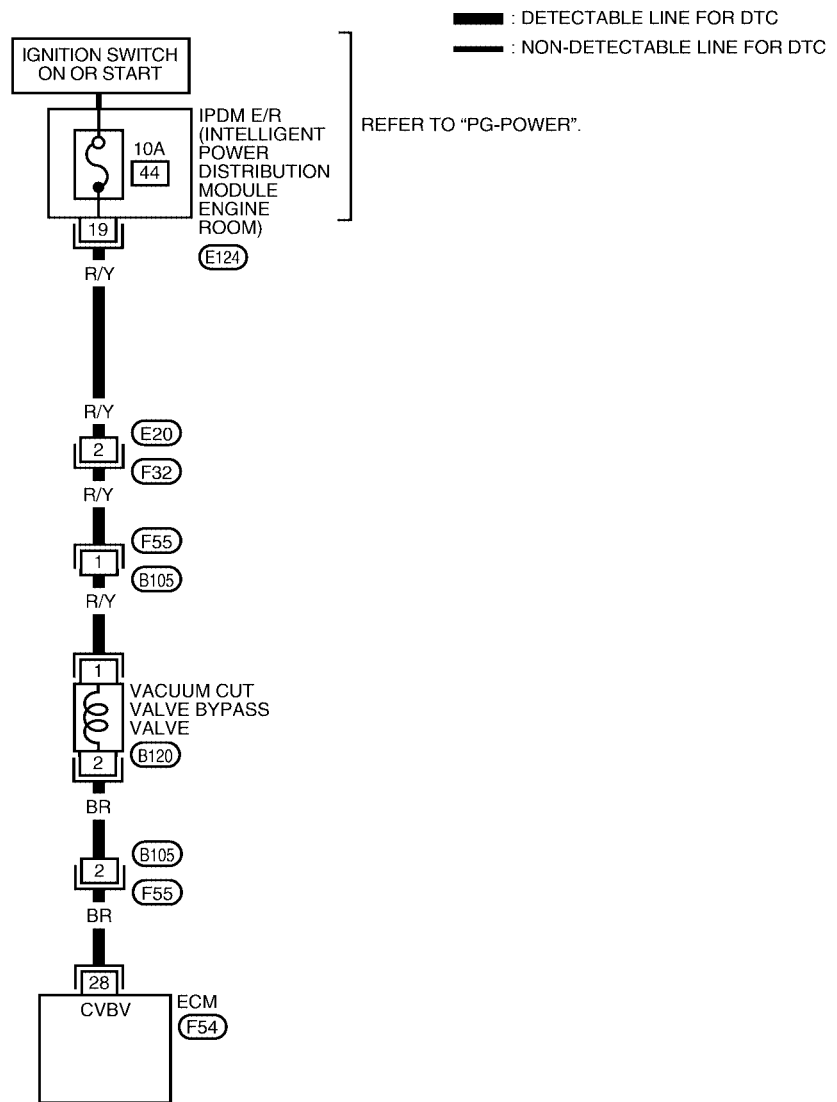 : DETECTABLE LINE FOR DTC
: NON-DETECTABLE LINE FOR DTC
IGNITION SWITCH
ON OR START
IPDM E/R
(INTELLIGENT
POWER
DISTRIBUTION
MODULE
ENGINE
ROOM)
REFER TO “PG-POWER”.
10A
44
19
E124
R/Y
R/Y
E20
2
F32
R/Y
F55
1
B105
R/Y
1
VACUUM CUT
VALVE BYPASS
VALVE
2
B120
BR
B105
2
F55
BR
28
CVBV
ECM
F54